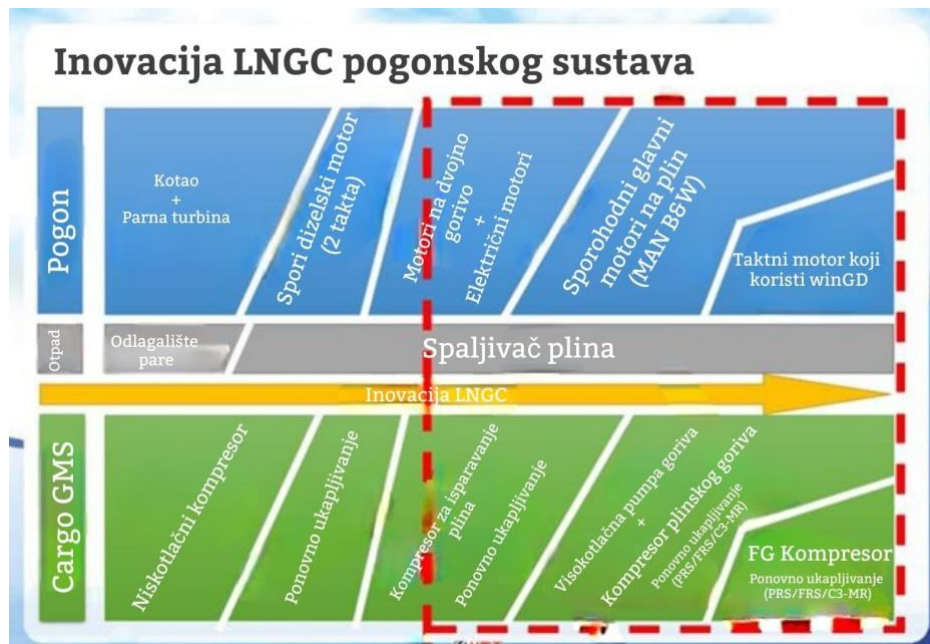 Inovacija LNGC pogonskog sustava
Pogon
Kotao
+
Parna turbina
Spori dizelski motor
(2 takta)
Motori na dvojno
gorivo
+
Električni motori
Sporohodni glavni
motori na plin
(MAN B&W)
Taktni motor koji
koristi winGD
Otpad
Odlagalište
pare
Spaljivač plina
Inovacija LNGC
Cargo GMS
Niskotlačni kompresor
Ponovno ukapljivanje
Kompresor za isparavanje
plina
Ponovno ukapljivanje
Visokotlačna pumpa goriva
+
Kompresor plinskog goriva
Ponovno ukapljivanje
(PRS/FRS/C3-MR)
FG Kompresor
Ponovno ukapljivanje
(PRS/FRS/C3-MR)